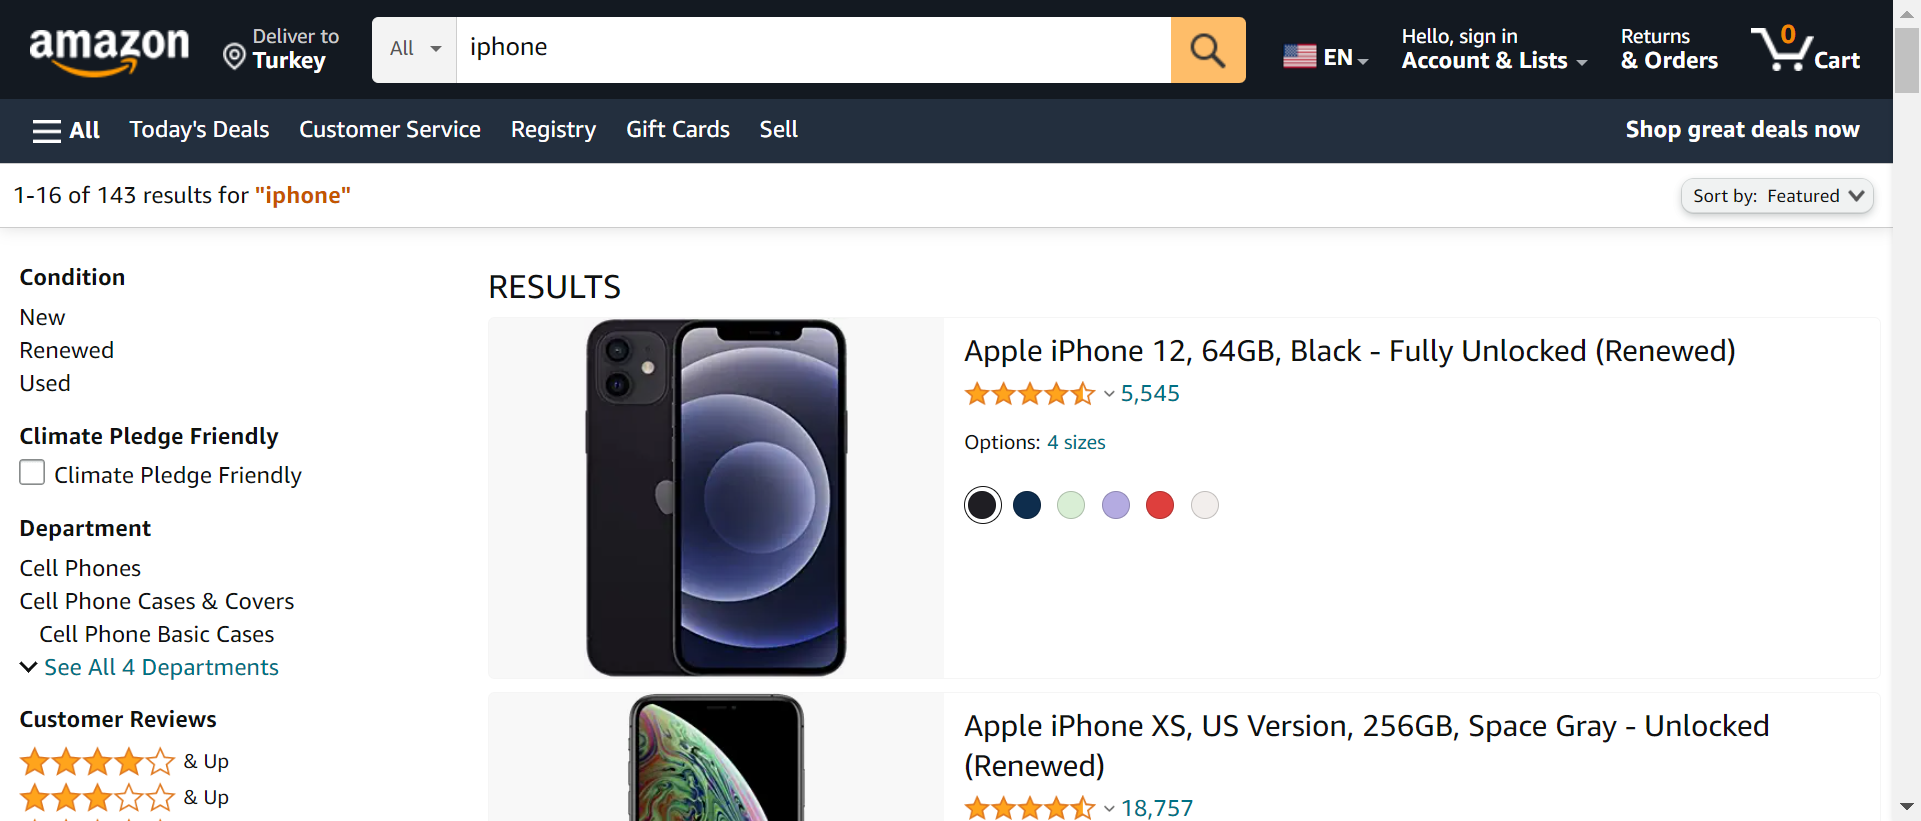 amazon
Deliver to
Turkey
All
iphone
EN
Hello, sign in
Account & Lists
Returns
& Orders
0
Cart
All
Today's Deals
Customer Service
Registry
Gift Cards
Sell
Shop great deals now
1-16 of 143 results for "iphone"
Sort by: Featured
Condition
New
Renewed
Used
Climate Pledge Friendly
Climate Pledge Friendly
Department
Cell Phones
Cell Phone Cases & Covers
Cell Phone Basic Cases
See All 4 Departments
Customer Reviews
& Up
& Up
RESULTS
Apple iPhone 12, 64GB, Black - Fully Unlocked (Renewed)
5,545
Options: 4 sizes
Apple iPhone XS, US Version, 256GB, Space Gray - Unlocked
(Renewed)
18,757